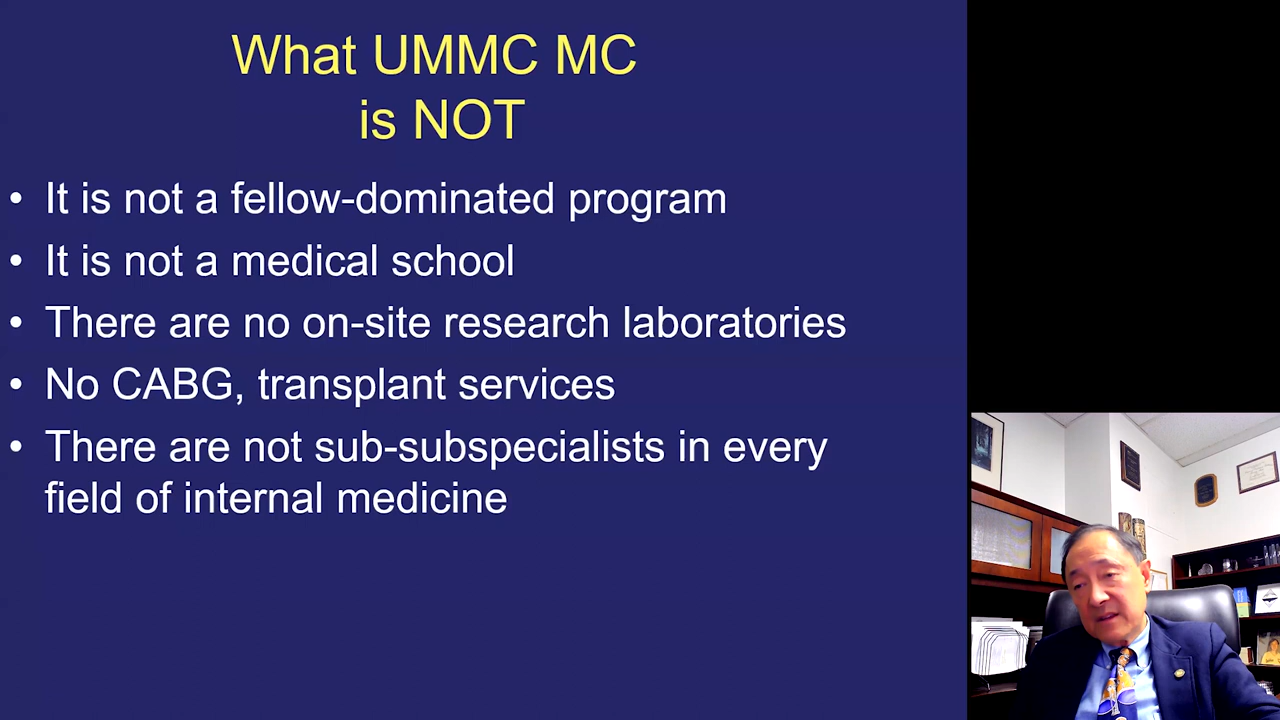 What UMMC MC
is NOT
• It is not a fellow-dominated program
• It is not a medical school
• There are no on-site research laboratories
• No CABG, transplant services
• There are not sub-subspecialists in every
field of internal medicine